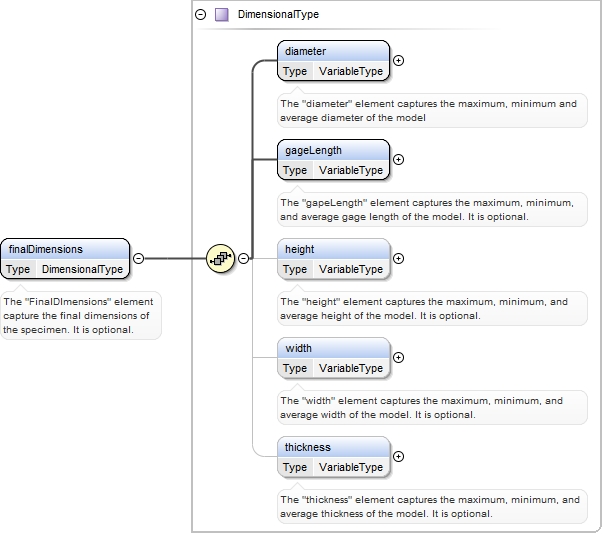 DimensionalType
diameter
Type VariableType
The "diameter" element captures the maximum, minimum and
average diameter of the model
gageLength
Type VariableType
The "gapeLength" element captures the maximum, minimum,
and average gage length of the model. It is optional.
finalDimensions
Type DimensionalType
The "FinalDImensions" element
capture the final dimensions of
the specimen. It is optional.
height
Type VariableType
The "height" element captures the maximum, minimum, and
average height of the model. It is optional.
width
Type VariableType
The "width" element captures the maximum, minimum, and
average width of the model. It is optional.
thickness
Type VariableType
The "thickness" element captures the maximum, minimum, and
average thickness of the model. It is optional.